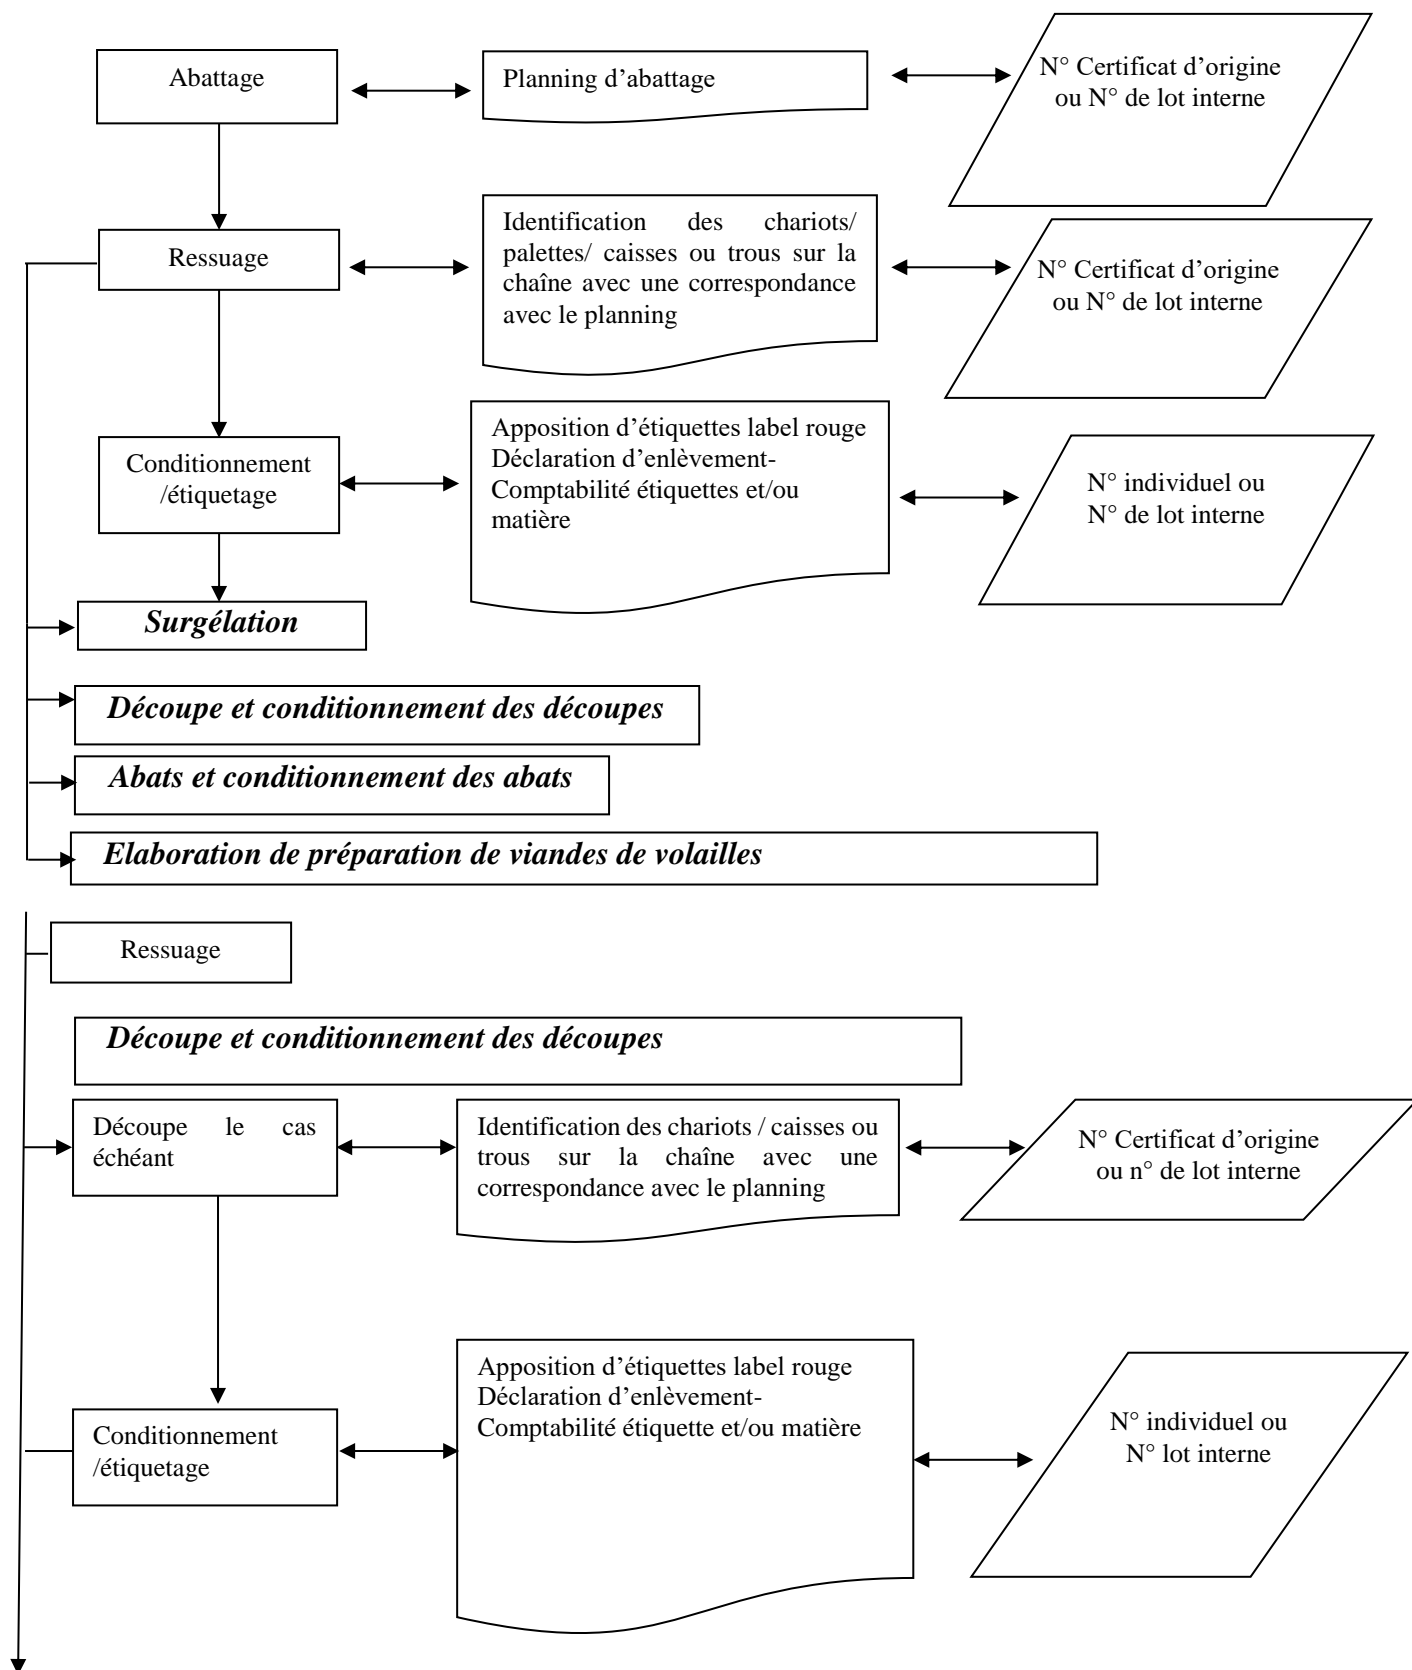 Abattage
Planning d’abattage
N° Certificat d’origine
ou N° de lot interne
Ressuage
Identification des chariots/
palettes/ caisses ou trous sur la
chaîne avec une correspondance
avec le planning
N° Certificat d’origine
ou N° de lot interne
Conditionnement
/étiquetage
Apposition d’étiquettes label rouge
Déclaration d’enlèvement-
Comptabilité étiquettes et/ou
matière
N° individuel ou
N° de lot interne
Surgélation
Découpe et conditionnement des découpes
Abats et conditionnement des abats
Elaboration de préparation de viandes de volailles
Ressuage
Découpe et conditionnement des découpes
Découpe le cas
échéant
Identification des chariots / caisses ou
trous sur la chaîne avec une
correspondance avec le planning
N° Certificat d’origine
ou n° de lot interne
Conditionnement
/étiquetage
Apposition d’étiquettes label rouge
Déclaration d’enlèvement-
Comptabilité étiquette et/ou matière
N° individuel ou
N° lot interne